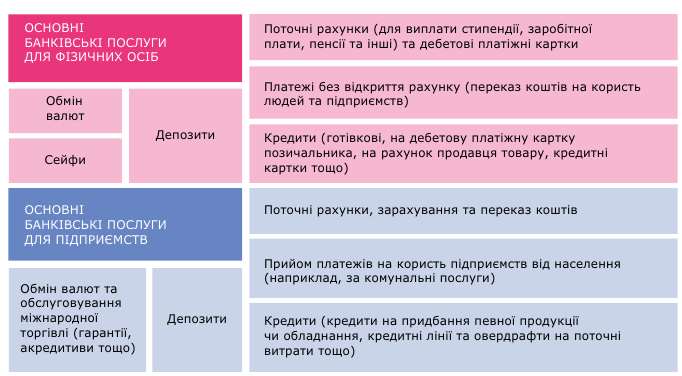 ОСНОВНІ
БАНКІВСЬКІ ПОСЛУГИ
ДЛЯ ФІЗИЧНИХ ОСІБ
Обмін
валют
Сейфи
Депозити
Поточні рахунки (для виплати стипендії, заробітної
плати, пенсії та інші) та дебетові платіжні картки
Платежі без відкриття рахунку (переказ коштів на користь
людей та підприємств)
Кредити (готівкові, на дебетову платіжну картку
позичальника, на рахунок продавця товару, кредитні
картки тощо)
ОСНОВНІ
БАНКІВСЬКІ ПОСЛУГИ
ДЛЯ ПІДПРИЄМСТВ
Обмін валют та
обслуговування
міжнародної
торгівлі (гарантії,
акредитиви тощо)
Депозити
Поточні рахунки, зарахування та переказ коштів
Прийом платежів на користь підприємств від населення
(наприклад, за комунальні послуги)
Кредити (кредити на придбання певної продукції
чи обладнання, кредитні лінії та овердрафти на поточні
витрати тощо)